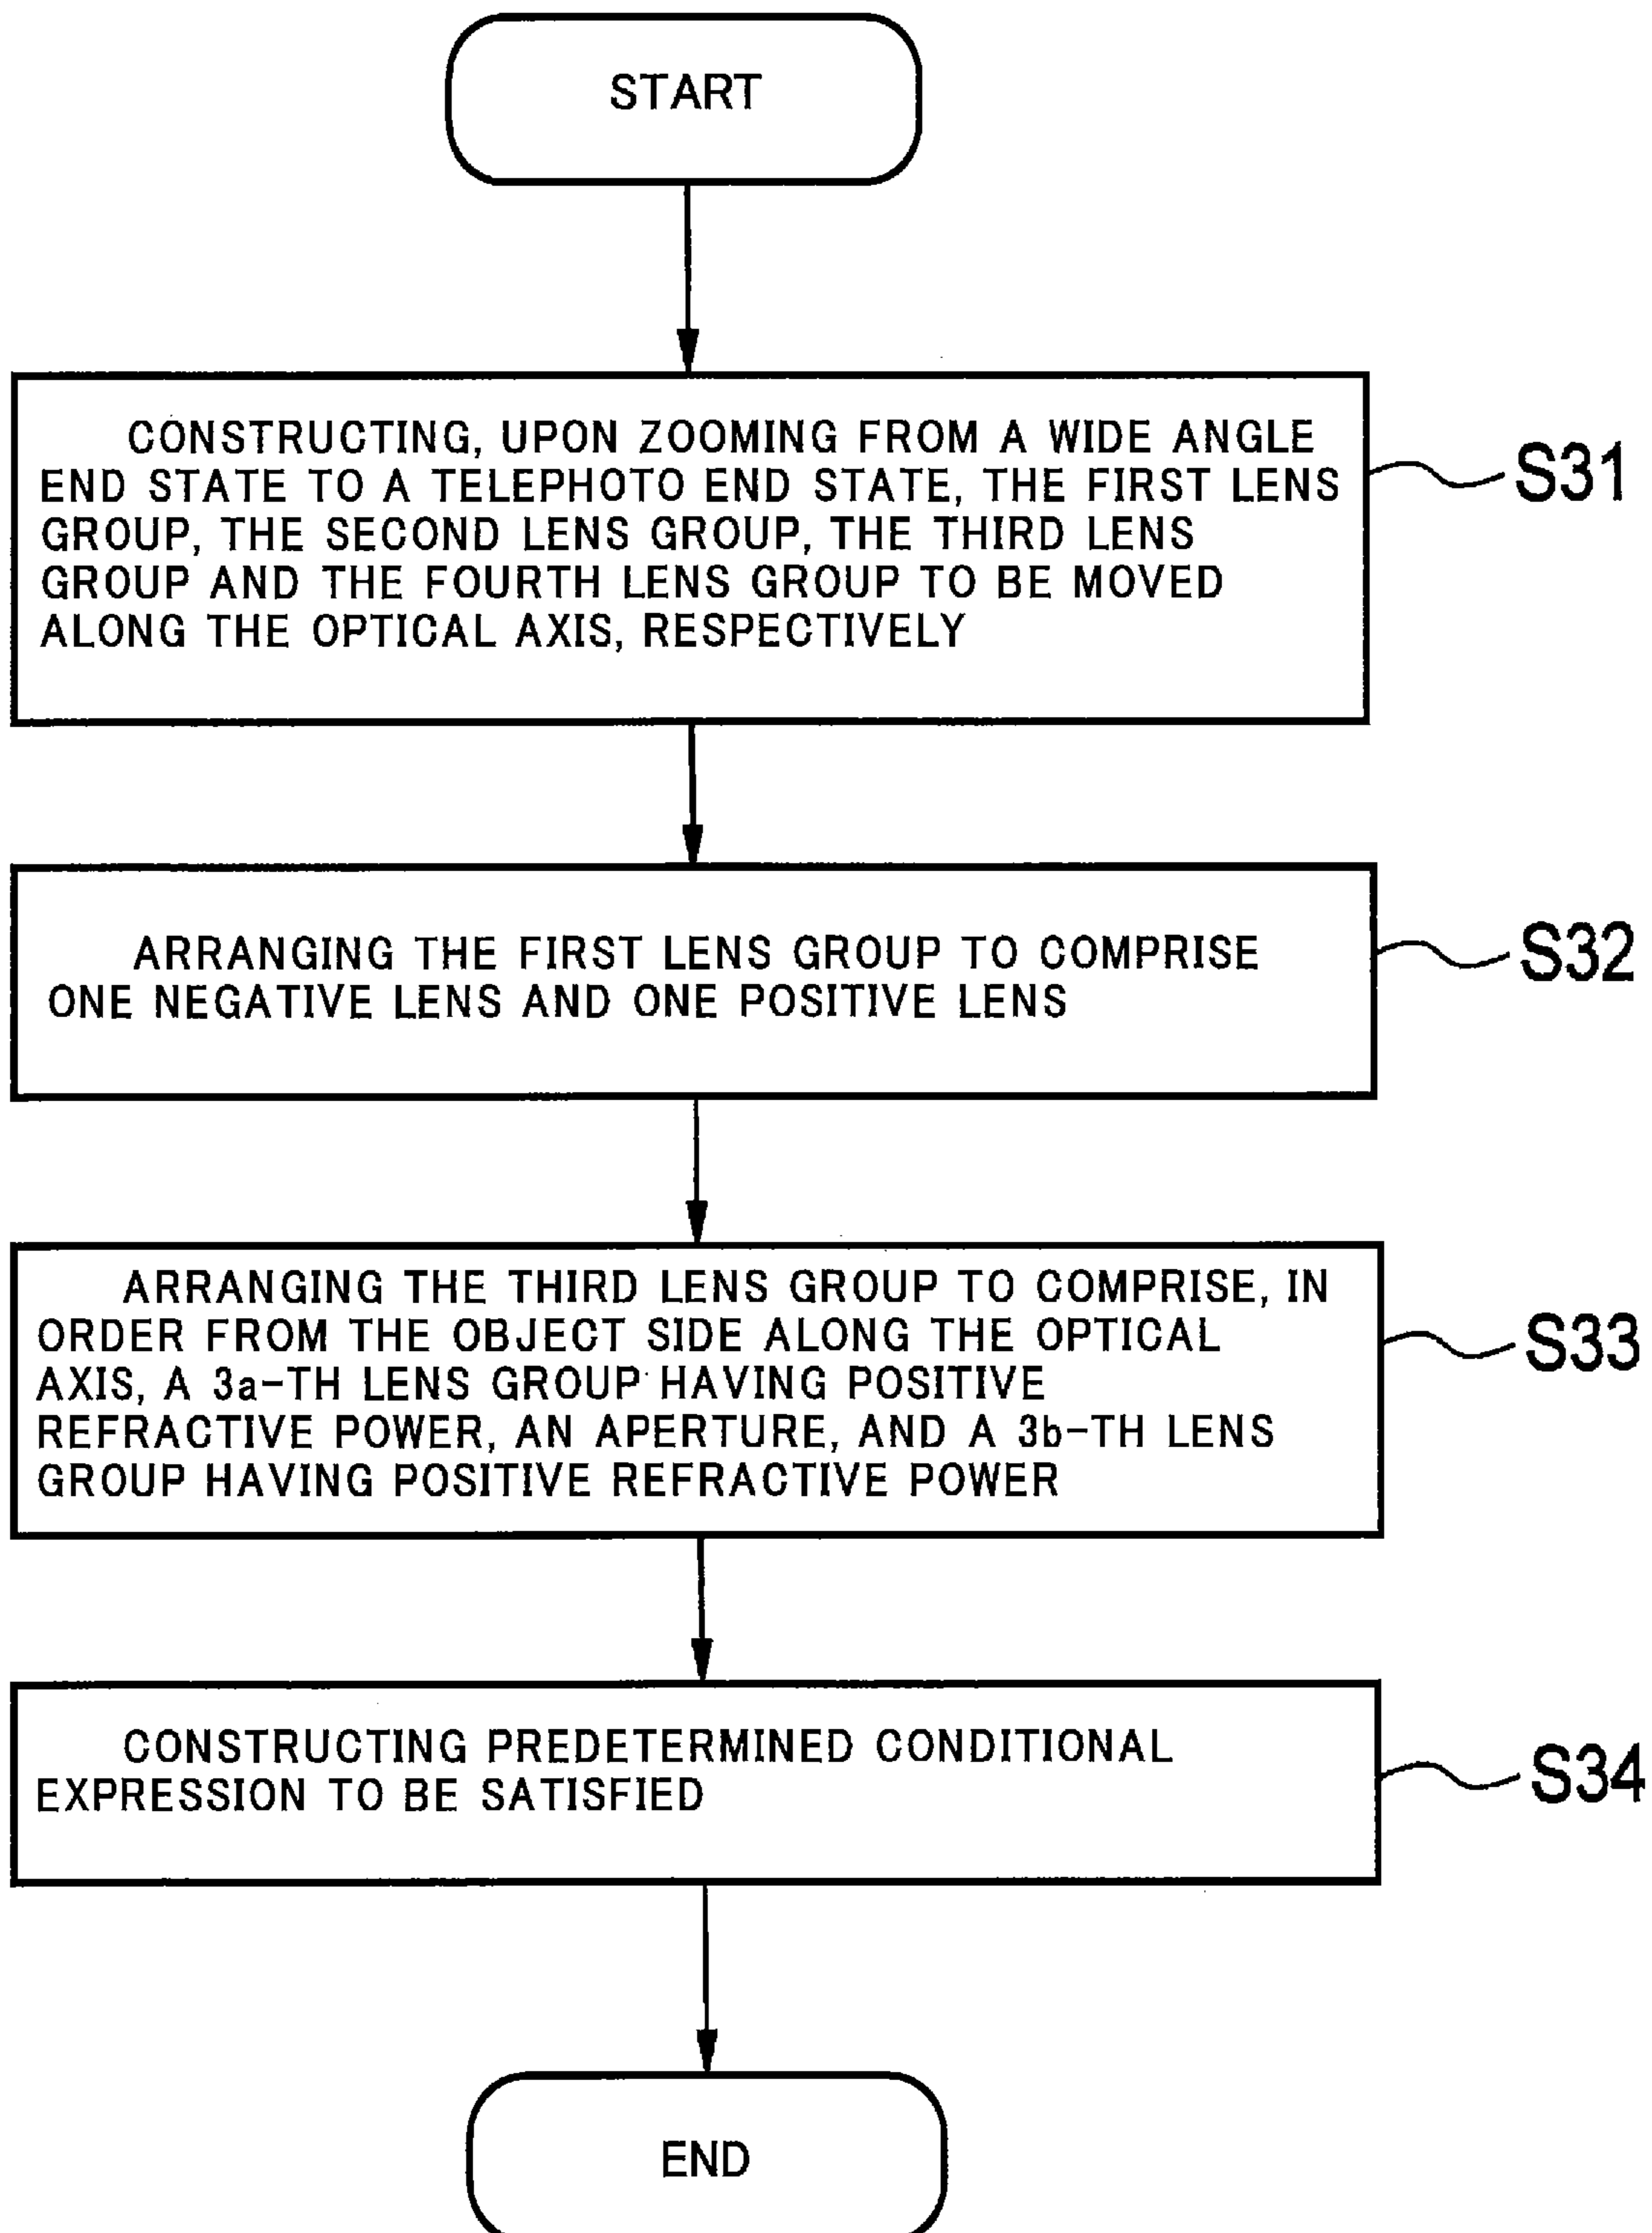 START
CONSTRUCTING, UPON ZOOMING FROM A WIDE ANGLE
END STATE TO A TELEPHOTO END STATE, THE FIRST LENS
GROUP, THE SECOND LENS GROUP, THE THIRD LENS
GROUP AND THE FOURTH LENS GROUP TO BE MOVED
ALONG THE OPTICAL AXIS, RESPECTIVELY
S31
ARRANGING THE FIRST LENS GROUP TO COMPRISE
ONE NEGATIVE LENS AND ONE POSITIVE LENS
S32
ARRANGING THE THIRD LENS GROUP TO COMPRISE, IN
ORDER FROM THE OBJECT SIDE ALONG THE OPTICAL
AXIS, A 3a-TH LENS GROUP HAVING POSITIVE
REFRACTIVE POWER, AN APERTURE, AND A 3b-TH LENS
GROUP HAVING POSITIVE REFRACTIVE POWER
S33
CONSTRUCTING PREDETERMINED CONDITIONAL
EXPRESSION TO BE SATISFIED
S34
END